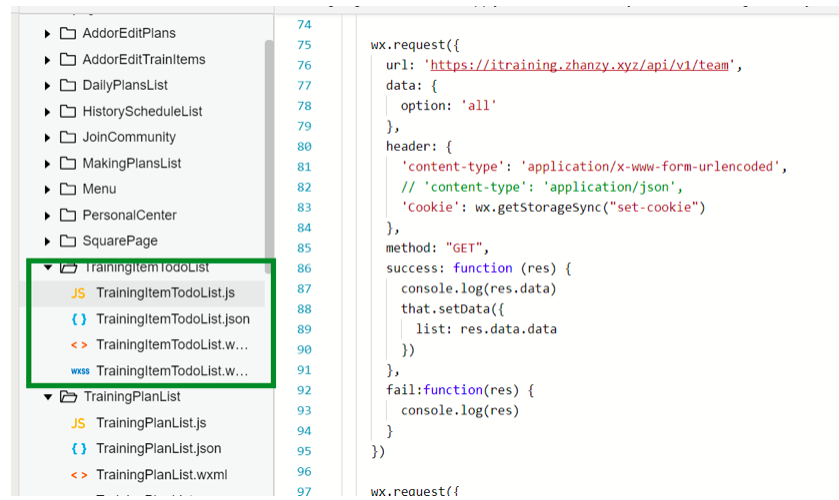 AddorEditPlans
AddorEditTrainItems
DailyPlansList
HistoryScheduleList
JoinCommunity
MakingPlansList
Menu
PersonalCenter
SquarePage
TrainingItemTodoList
JS TrainingItemTodoList.js
{ } TrainingItemTodoList.json
< > TrainingItemTodoList.w...
wxss TrainingItemTodoList.w...
TrainingPlanList
JS TrainingPlanList.js
{ } TrainingPlanList.json
< > TrainingPlanList.wxml
74
75 wx.request({
76 url: 'https://itraining.zhanzy.xyz/api/v1/team',
77 data: {
78 option: 'all'
79 },
80 header: {
81 'content-type': 'application/x-www-form-urlencoded',
82 // 'content-type': 'application/json',
83 'Cookie': wx.getStorageSync("set-cookie")
84 },
85 method: "GET",
86 success: function (res) {
87 console.log(res.data)
88 that.setData({
89 list: res.data.data
90 })
91 },
92 fail:function(res) {
93 console.log(res)
94 }
95 })
96
97 wx.request({